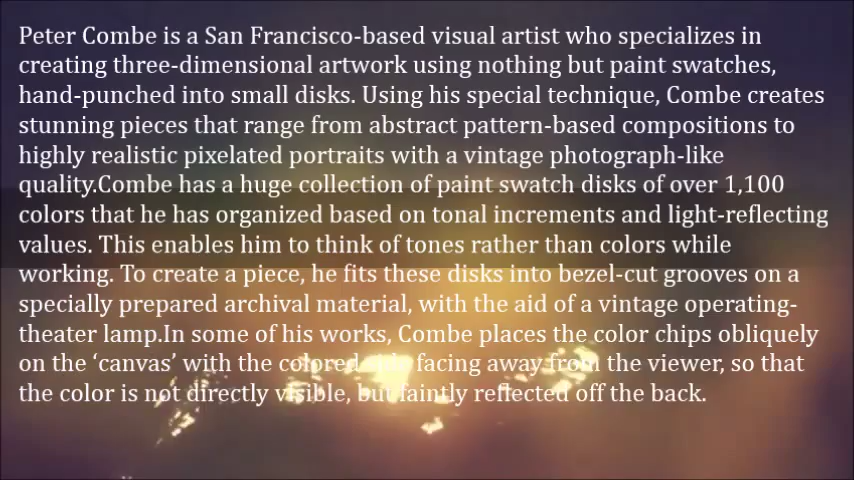 Peter Combe is a San Francisco-based visual artist who specializes in
creating three-dimensional artwork using nothing but paint swatches,
hand-punched into small disks. Using his special technique, Combe creates
stunning pieces that range from abstract pattern-based compositions to
highly realistic pixelated portraits with a vintage photograph-like
quality.Combe has a huge collection of paint swatch disks of over 1,100
colors that he has organized based on tonal increments and light-reflecting
values. This enables him to think of tones rather than colors while
working. To create a piece, he fits these disks into bezel-cut grooves on a
specially prepared archival material, with the aid of a vintage operating-
theater lamp.In some of his works, Combe places the color chips obliquely
on the ‘canvas’ with the colored side facing away from the viewer, so that
the color is not directly visible, but faintly reflected off the back.